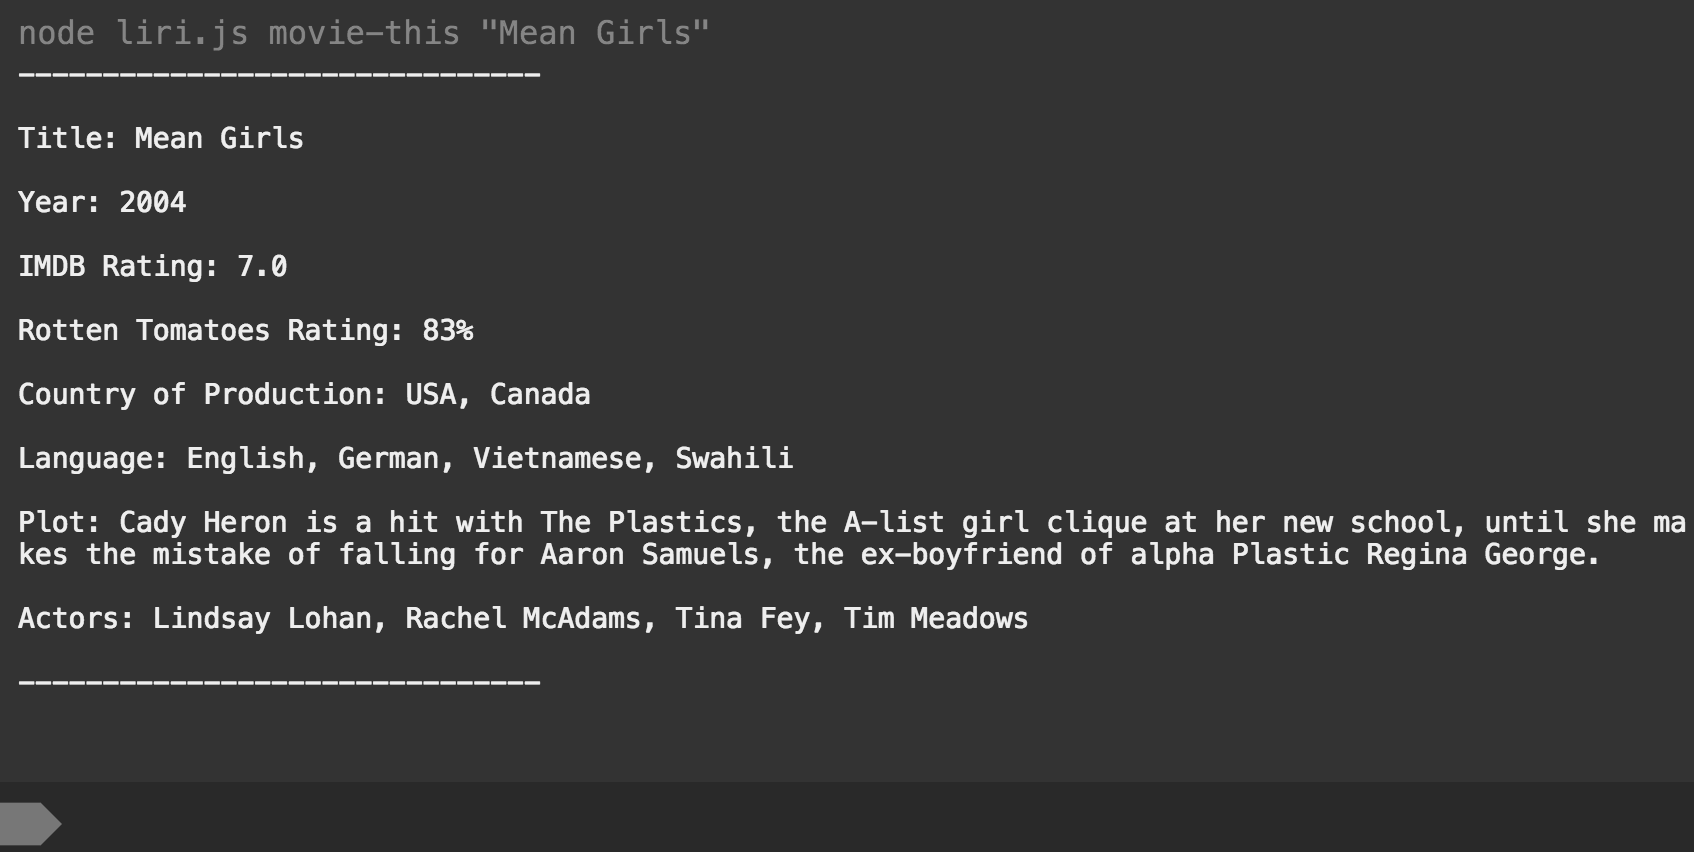 node liri.js movie-this "Mean Girls"
-------------------------------
Title: Mean Girls
Year: 2004
IMDB Rating: 7.0
Rotten Tomatoes Rating: 83%
Country of Production: USA, Canada
Language: English, German, Vietnamese, Swahili
Plot: Cady Heron is a hit with The Plastics, the A-list girl clique at her new school, until she ma
kes the mistake of falling for Aaron Samuels, the ex-boyfriend of alpha Plastic Regina George.
Actors: Lindsay Lohan, Rachel McAdams, Tina Fey, Tim Meadows
-------------------------------